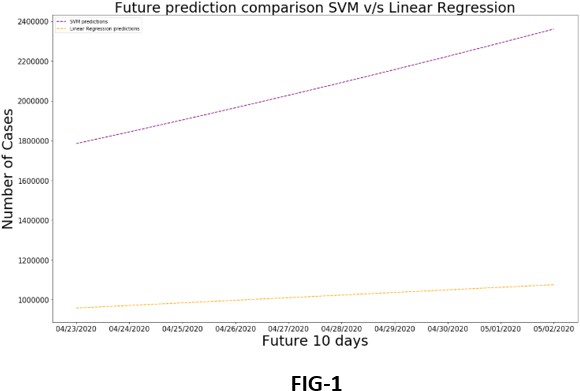 Future prediction comparison SVM v/s Linear Regression
SVM predictions
Linear Regression predictions
Number of Cases
2400000
2200000
2000000
1800000
1600000
1400000
1200000
1000000
04/23/2020 04/24/2020 04/25/2020 04/26/2020 04/27/2020 04/28/2020 04/29/2020 04/30/2020 05/01/2020 05/02/2020
Future 10 days
FIG-1